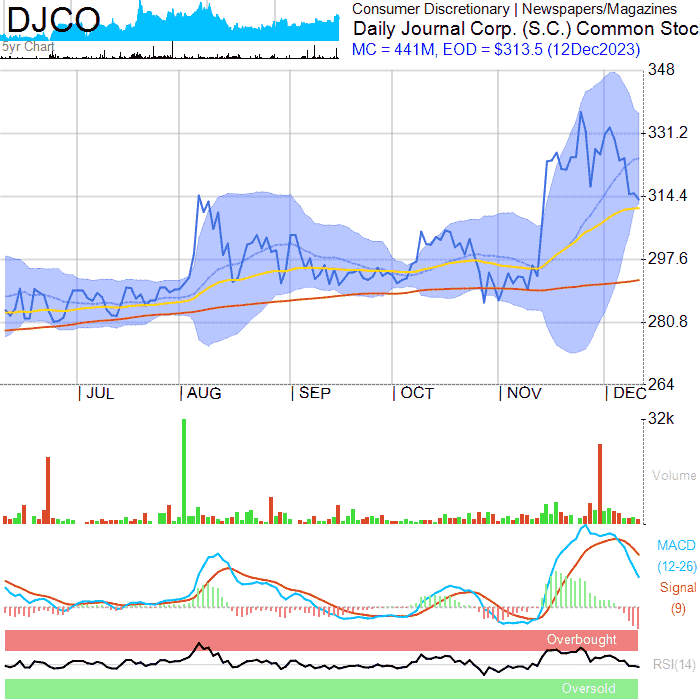 DJCO
5yr Chart
Consumer Discretionary | Newspapers/Magazines
Daily Journal Corp. (S.C.) Common Stoc
MC = 441M, EOD = $313.5 (12Dec2023)
348
331.2
314.4
297.6
280.8
264
| JUL | AUG | SEP | OCT | NOV | DEC
32k
Volume
MACD
(12-26)
Signal
(9)
Overbought
RSI(14)
Oversold